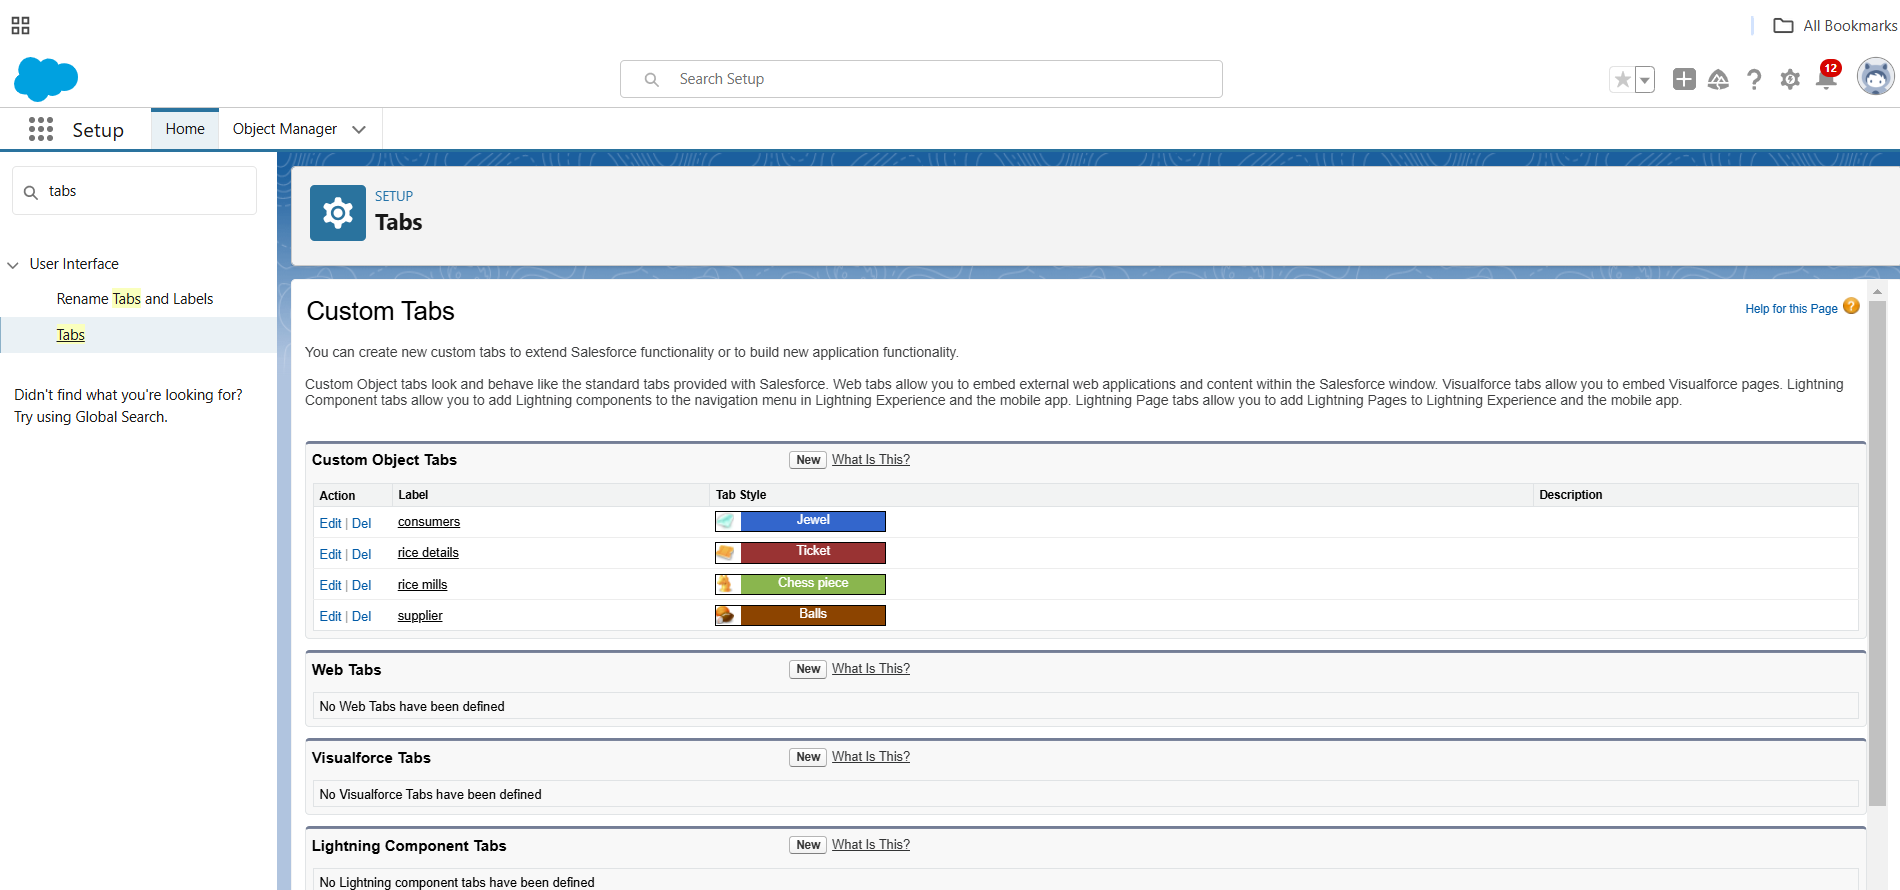 All Bookmarks
Search Setup
12
Setup
Home
Object Manager
tabs
User Interface
Rename Tabs and Labels
Tabs
Didn't find what you're looking for?
Try using Global Search.
SETUP
Tabs
Custom Tabs
Help for this Page
You can create new custom tabs to extend Salesforce functionality or to build new application functionality.
Custom Object tabs look and behave like the standard tabs provided with Salesforce. Web tabs allow you to embed external web applications and content within the Salesforce window. Visualforce tabs allow you to embed Visualforce pages. Lightning
Component tabs allow you to add Lightning components to the navigation menu in Lightning Experience and the mobile app. Lightning Page tabs allow you to add Lightning Pages to Lightning Experience and the mobile app.
Custom Object Tabs New What Is This?
Action Label Tab Style Description
Edit | Del consumers Jewel
Edit | Del rice details Ticket
Edit | Del rice mills Chess piece
Edit | Del supplier Balls
Web Tabs New What Is This?
No Web Tabs have been defined
Visualforce Tabs New What Is This?
No Visualforce Tabs have been defined
Lightning Component Tabs New What Is This?
No Lightning component tabs have been defined